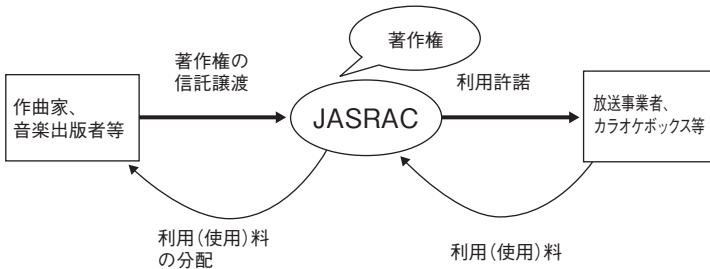 著作権
著作権の
信託譲渡
利用許諾
作曲家、
音楽出版者等
JASRAC
放送事業者、
カラオケボックス等
利用(使用)料
の分配
利用(使用)料